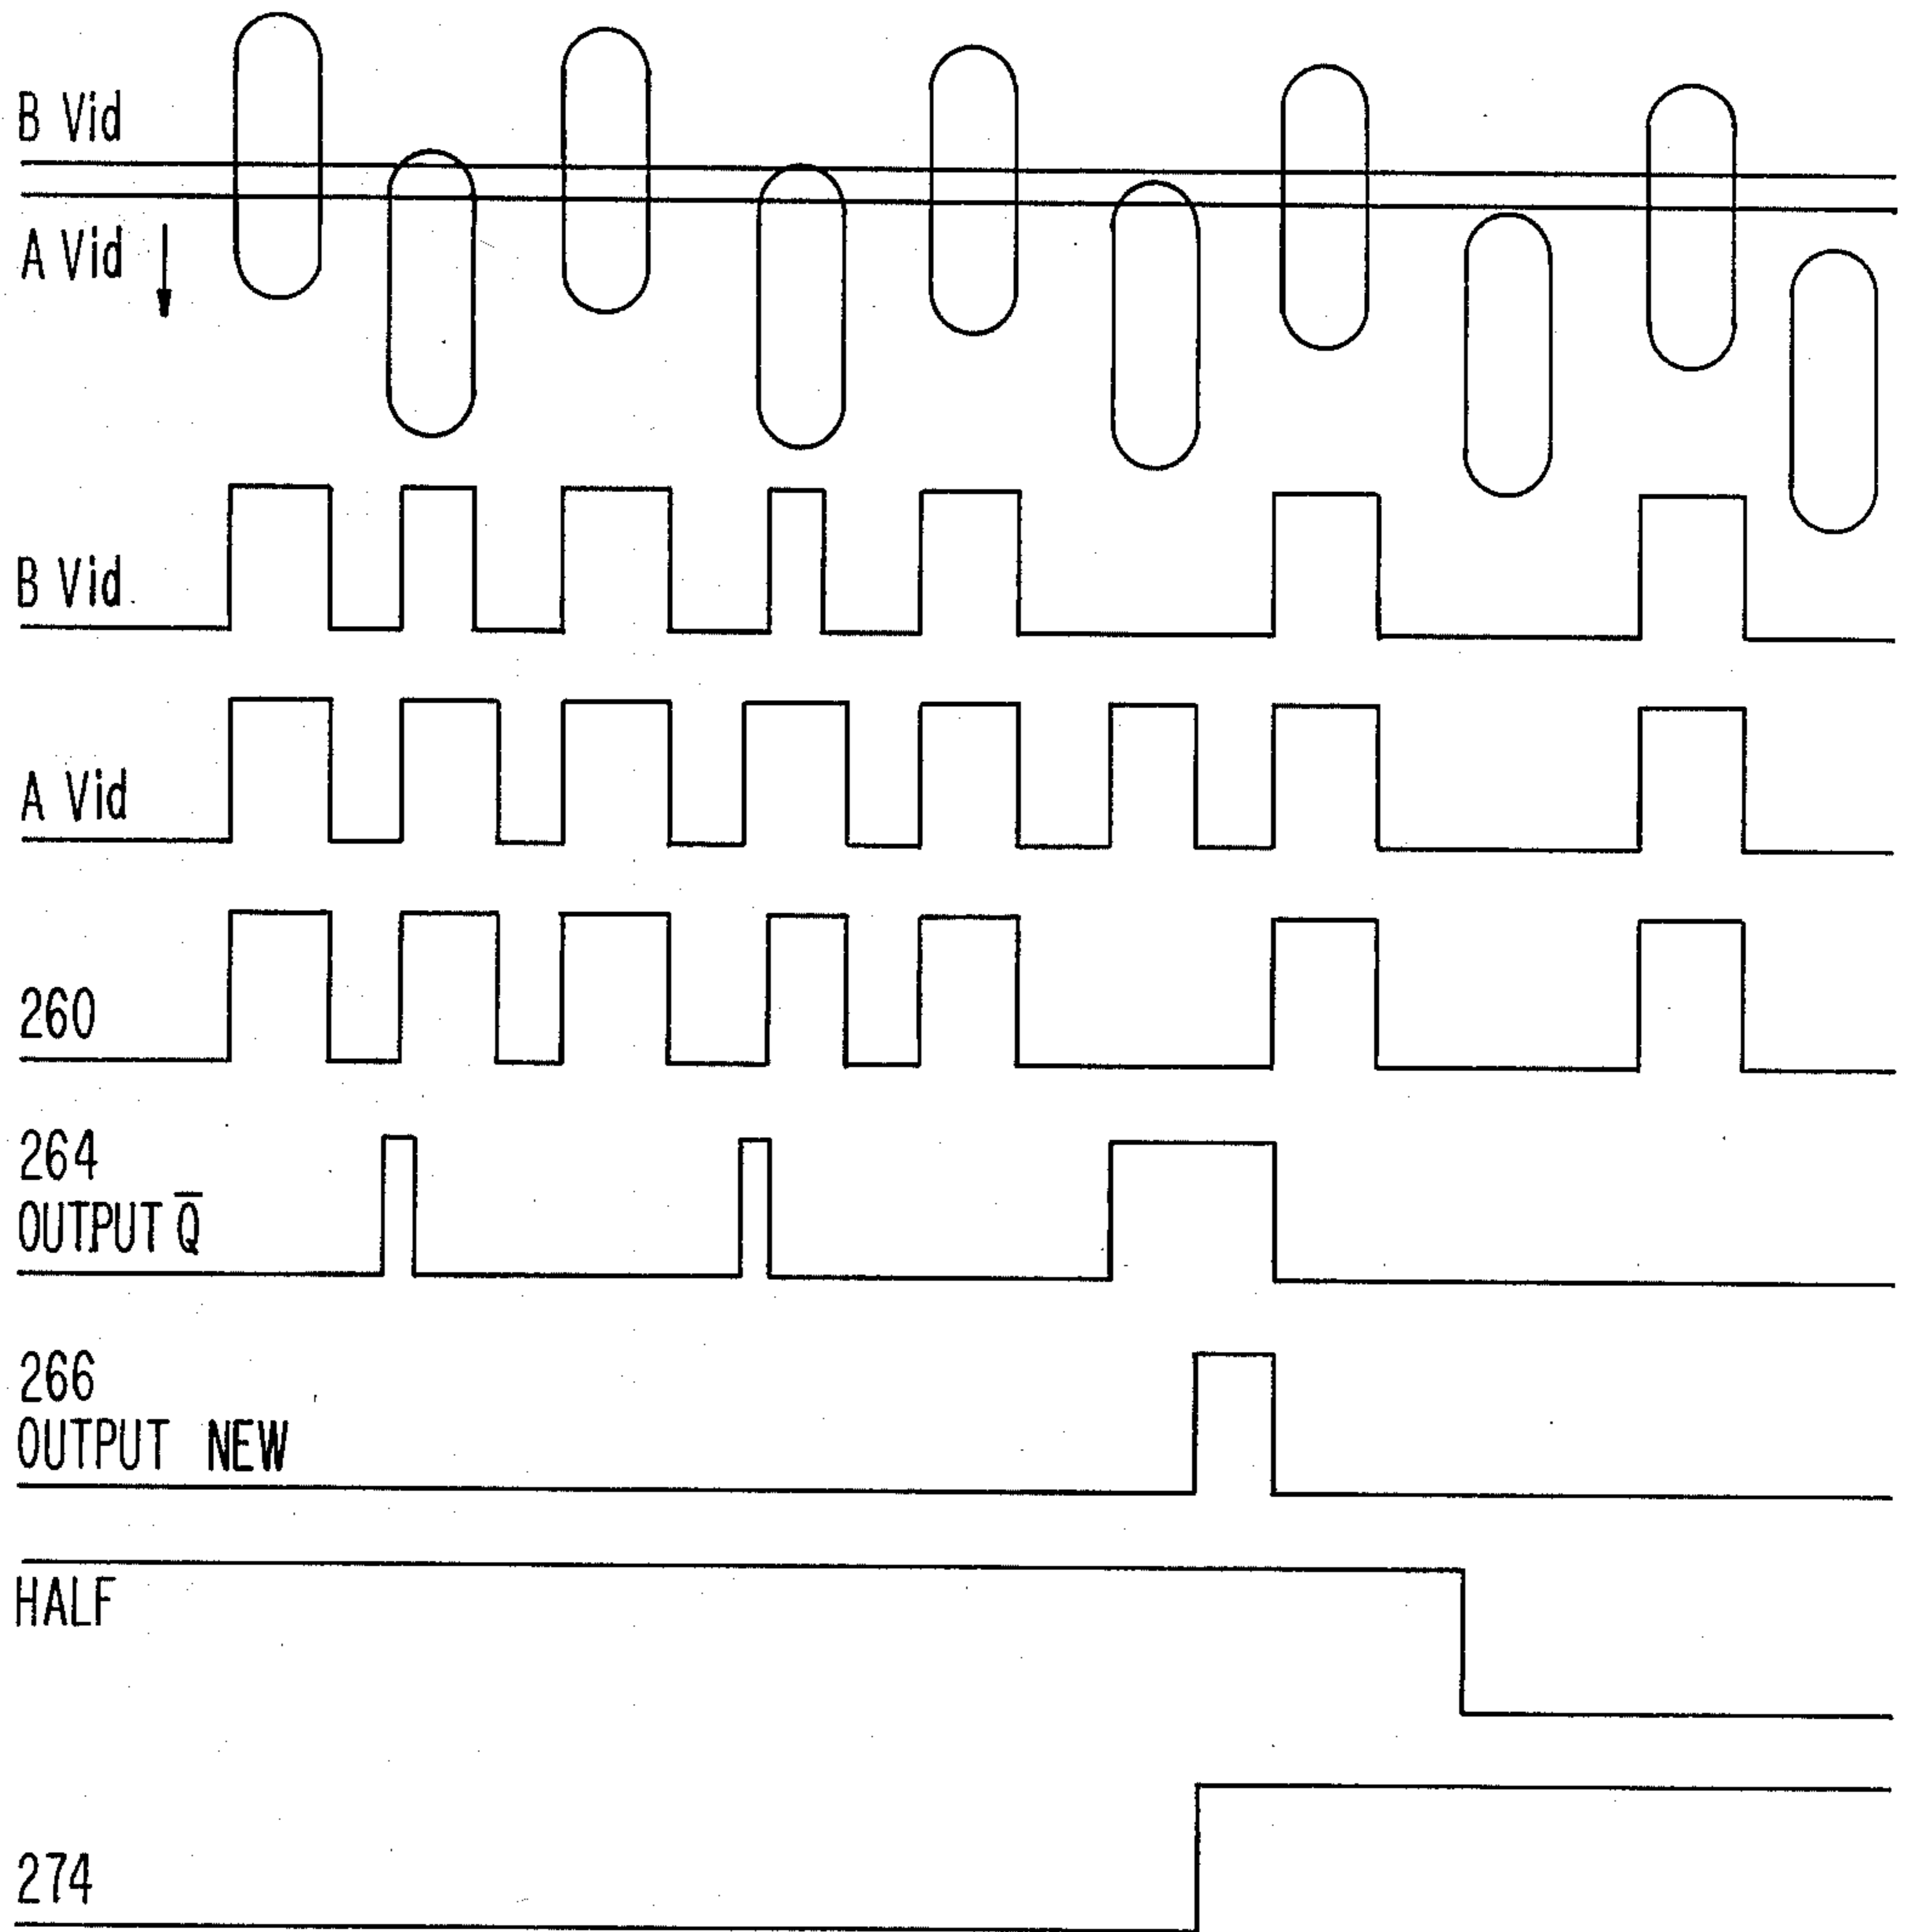 B Vid
A Vid
B Vid
A Vid
260
264
OUTPUT Q̅
266
OUTPUT NEW
HALF
274